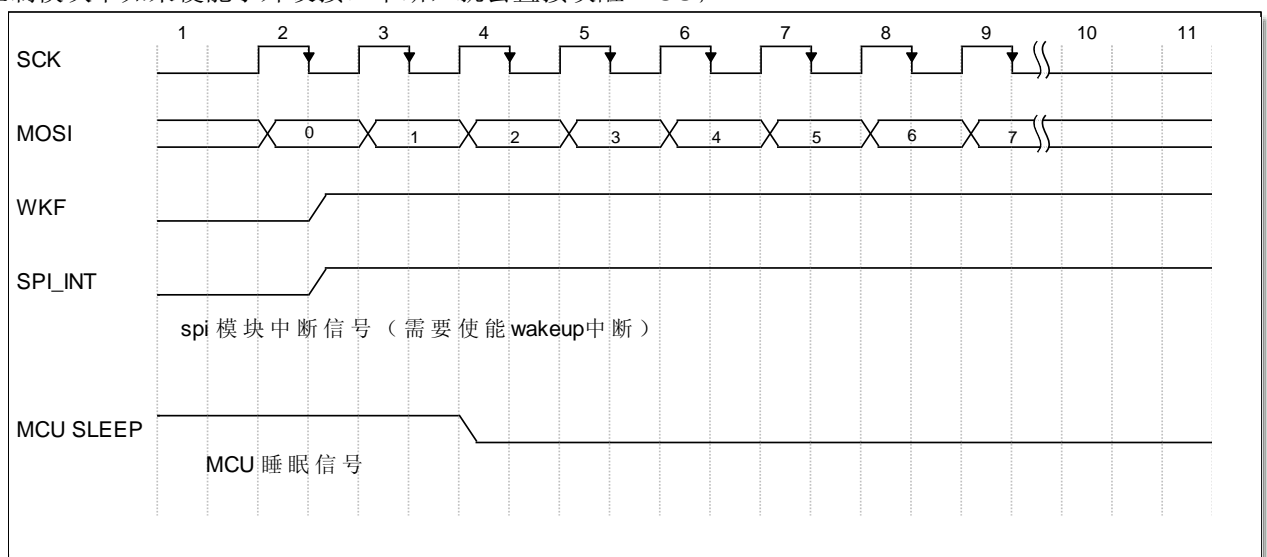 1 2 3 4 5 6 7 8 9 10 11
SCK
MOSI 0 1 2 3 4 5 6 7
WKF
SPI_INT
spi 模块中断信号（需要使能wakeup中断）
MCU SLEEP
MCU 睡眠信号